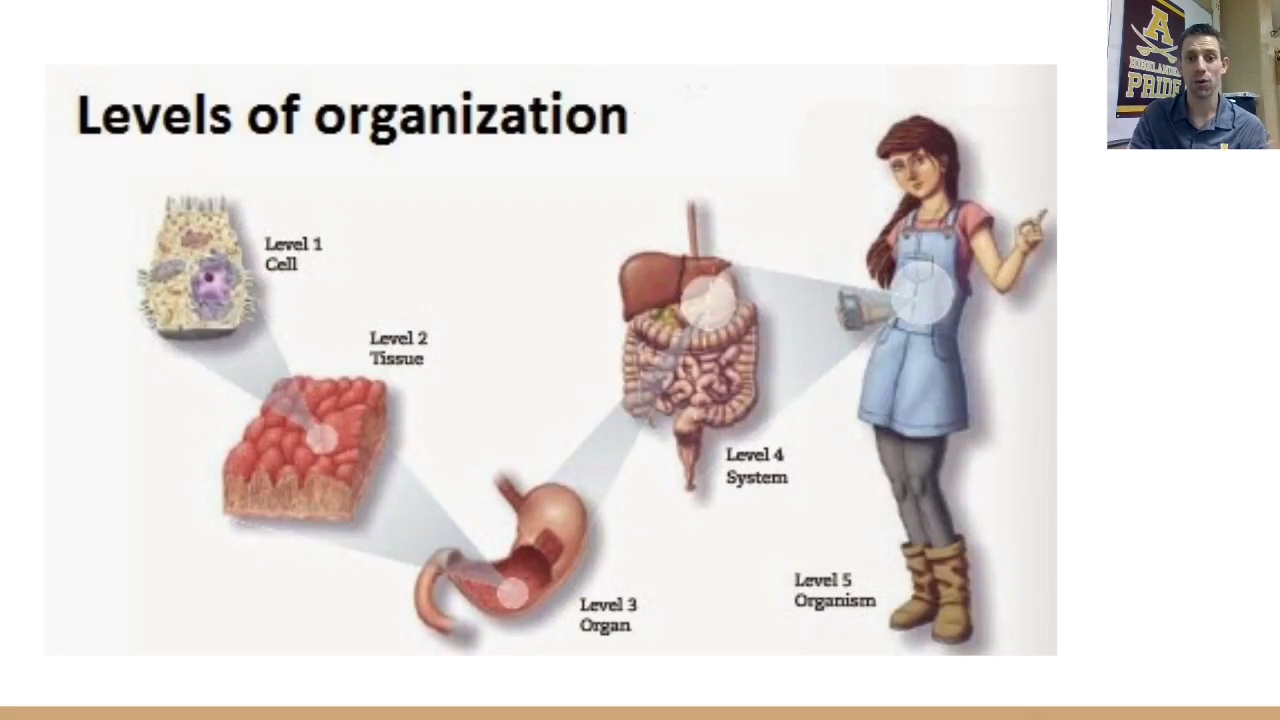 Levels of organization
Level 1
Cell
Level 2
Tissue
Level 3
Organ
Level 4
System
Level 5
Organism
A
HIGHLANDER
PRIDE
A